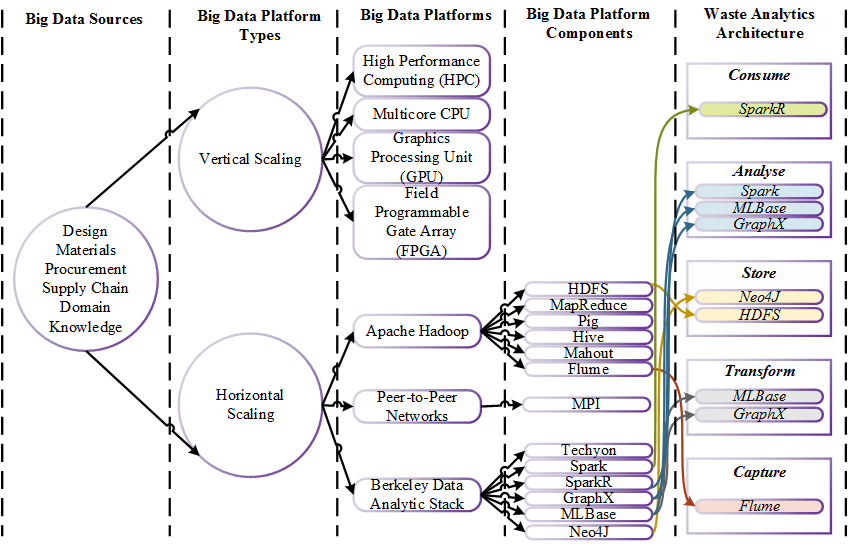 Big Data Sources
Big Data Platform
Types
Big Data Platforms
Big Data Platform
Components
Waste Analytics
Architecture
Design
Materials
Procurement
Supply Chain
Domain
Knowledge
Vertical Scaling
Horizontal
Scaling
High Performance
Computing (HPC)
Multicore CPU
Graphics
Processing Unit
(GPU)
Field
Programmable
Gate Array
(FPGA)
Apache Hadoop
Peer-to-Peer
Networks
Berkeley Data
Analytic Stack
HDFS
MapReduce
Pig
Hive
Mahout
Flume
MPI
Techyon
Spark
SparkR
GraphX
MLBase
Neo4J
Consume
SparkR
Analyse
Spark
MLBase
GraphX
Store
Neo4J
HDFS
Transform
MLBase
GraphX
Capture
Flume